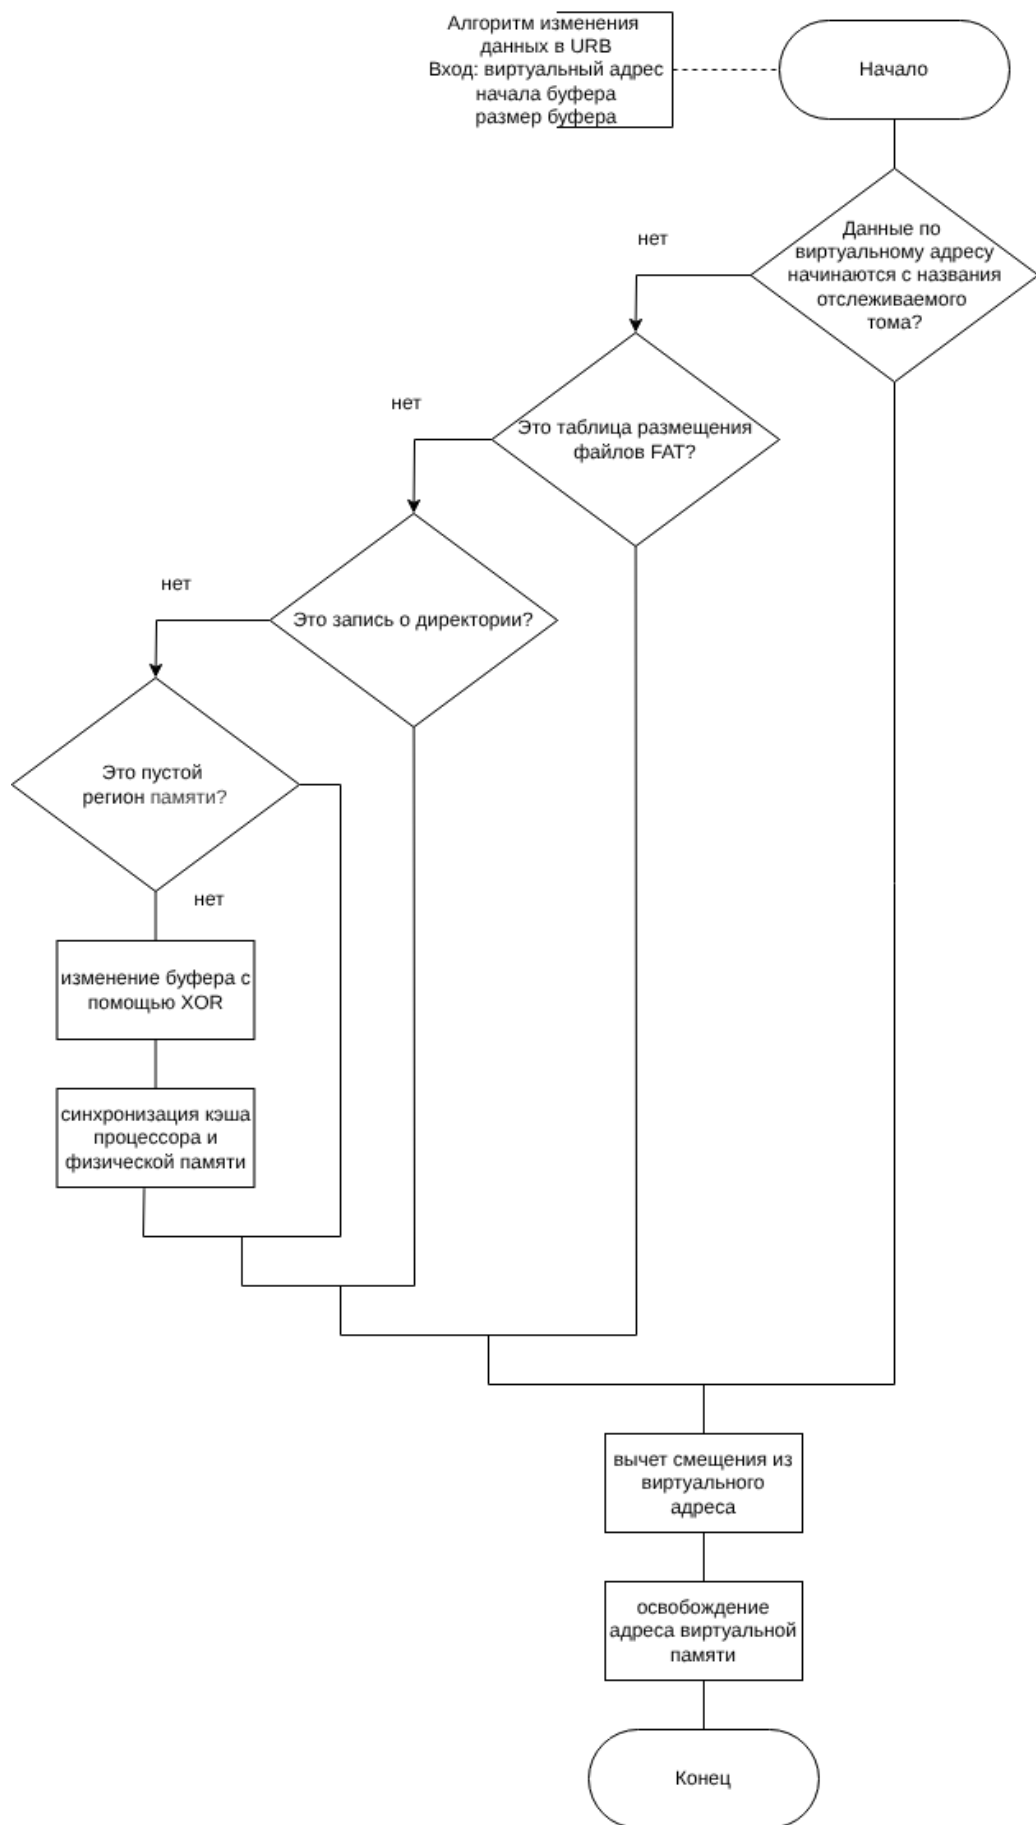 Алгоритм изменения
данных в URB
Вход: виртуальный адрес
начала буфера
размер буфера
Начало
Данные по
виртуальному адресу
начинаются с названия
отслеживаемого
тома?
нет
Это таблица размещения
файлов FAT?
нет
Это запись о директории?
нет
Это пустой
регион памяти?
нет
изменение буфера с
помощью XOR
синхронизация кэша
процессора и
физической памяти
вычет смещения из
виртуального
адреса
освобождение
адреса виртуальной
памяти
Конец